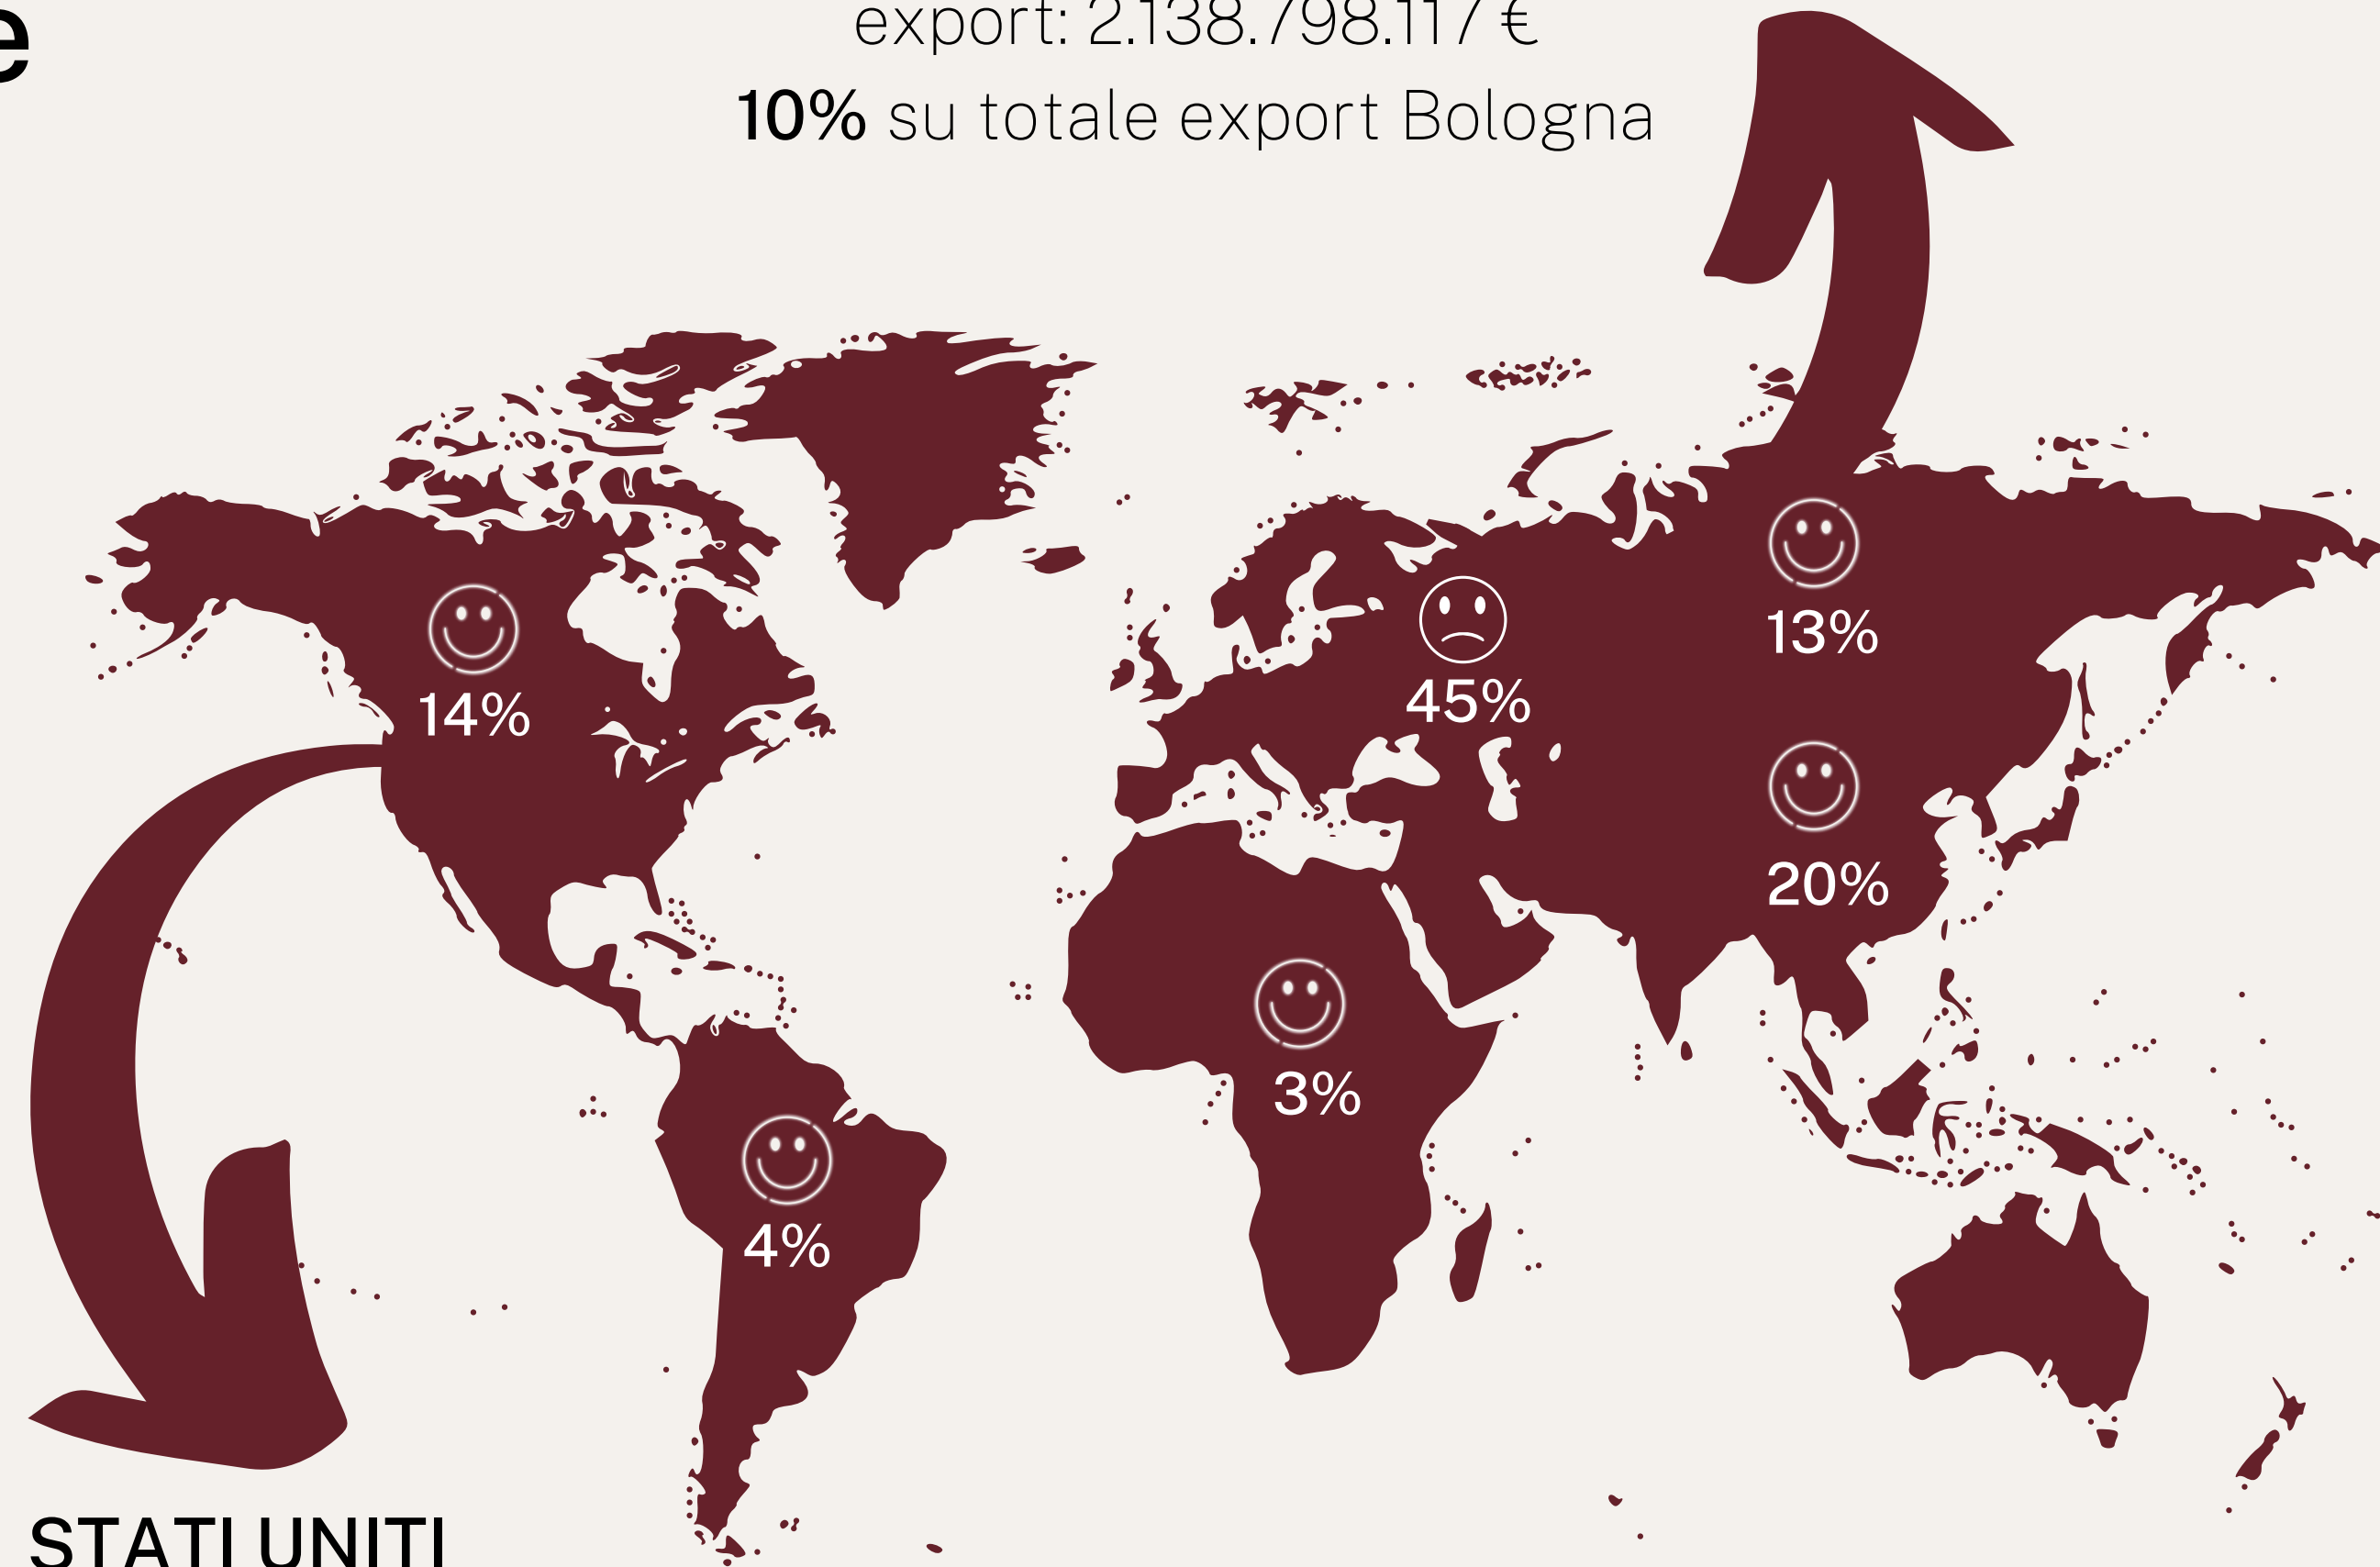 e
export: 2.138.798.117 €
10% su totale export Bologna
13%
14%
45%
20%
3%
4%
STATI UNITI